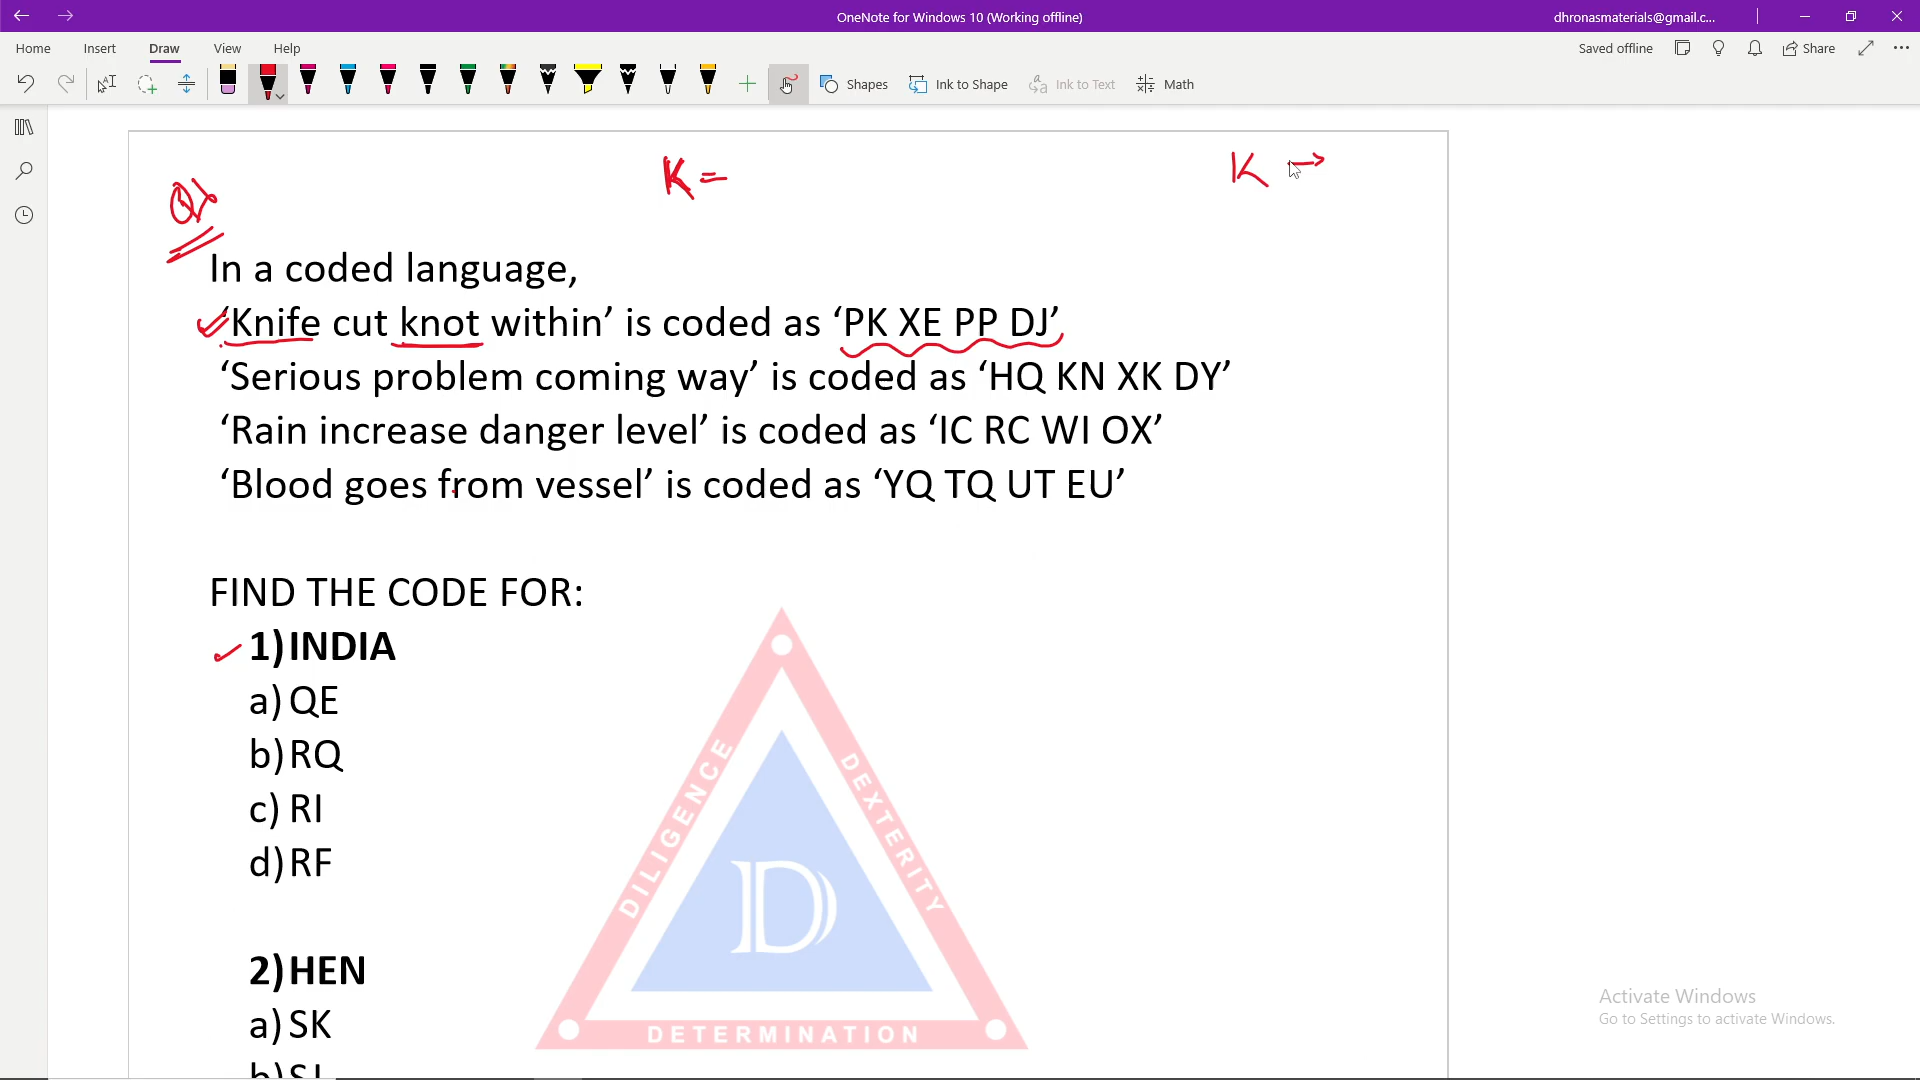 OneNote for Windows 10 (Working offline)
dhronasmaterials@gmail.c...
Home Insert Draw View Help
Saved offline
Share
Shapes
Ink to Shape
Ink to Text
Math
K =
K →
In a coded language,
‘Knife cut knot within’ is coded as ‘PK XE PP DJ’
‘Serious problem coming way’ is coded as ‘HQ KN XK DY’
‘Rain increase danger level’ is coded as ‘IC RC WI OX’
‘Blood goes from vessel’ is coded as ‘YQ TQ UT EU’
FIND THE CODE FOR:
1)INDIA
a)QE
b)RQ
c)RI
d)RF
2)HEN
a)SK
DILIGENCE
DEXTERITY
D
DETERMINATION
Activate Windows
Go to Settings to activate Windows.